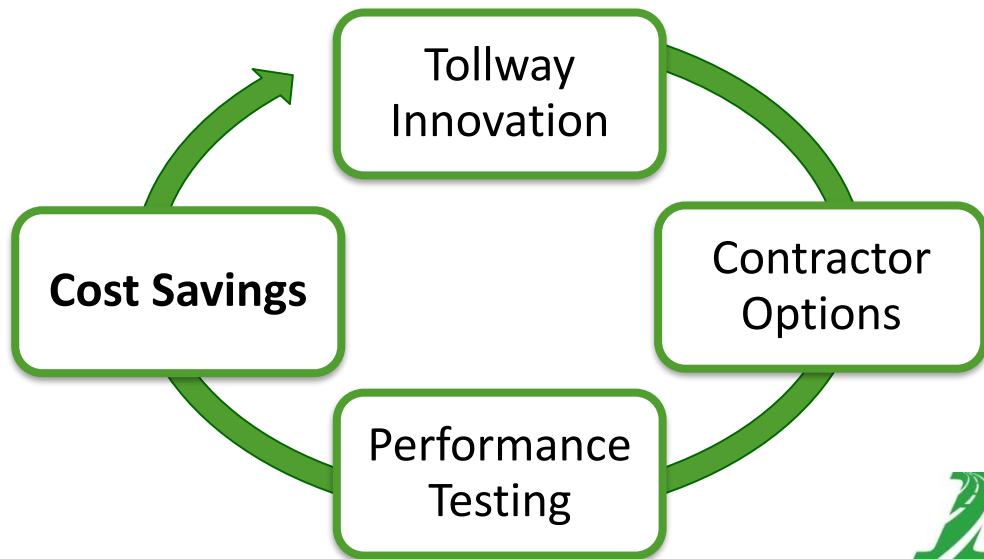 Tollway
Innovation
Contractor
Options
Performance
Testing
Cost Savings